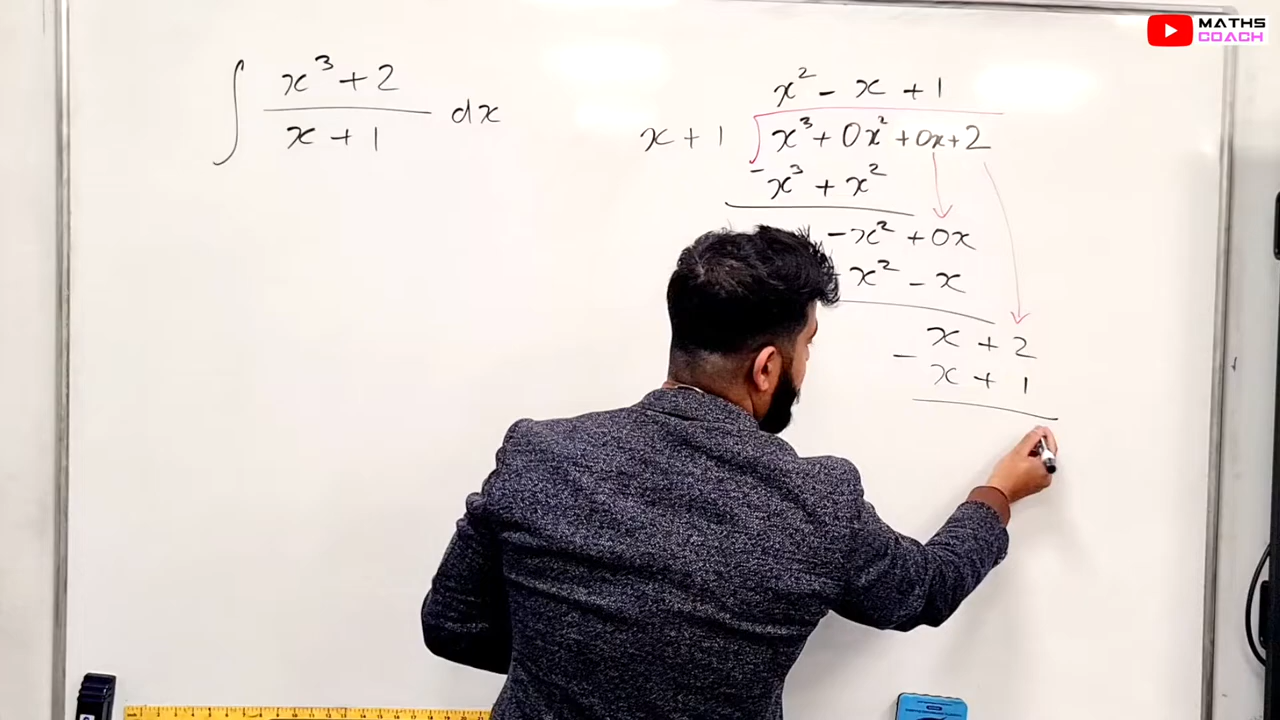 MATHS
COACH
∫ x³ + 2 / x + 1 dx
x² - x + 1
x + 1 x³ + 0x² + 0x + 2
- x³ + x²
- x² + 0x
x² - x
x + 2
-
x + 1